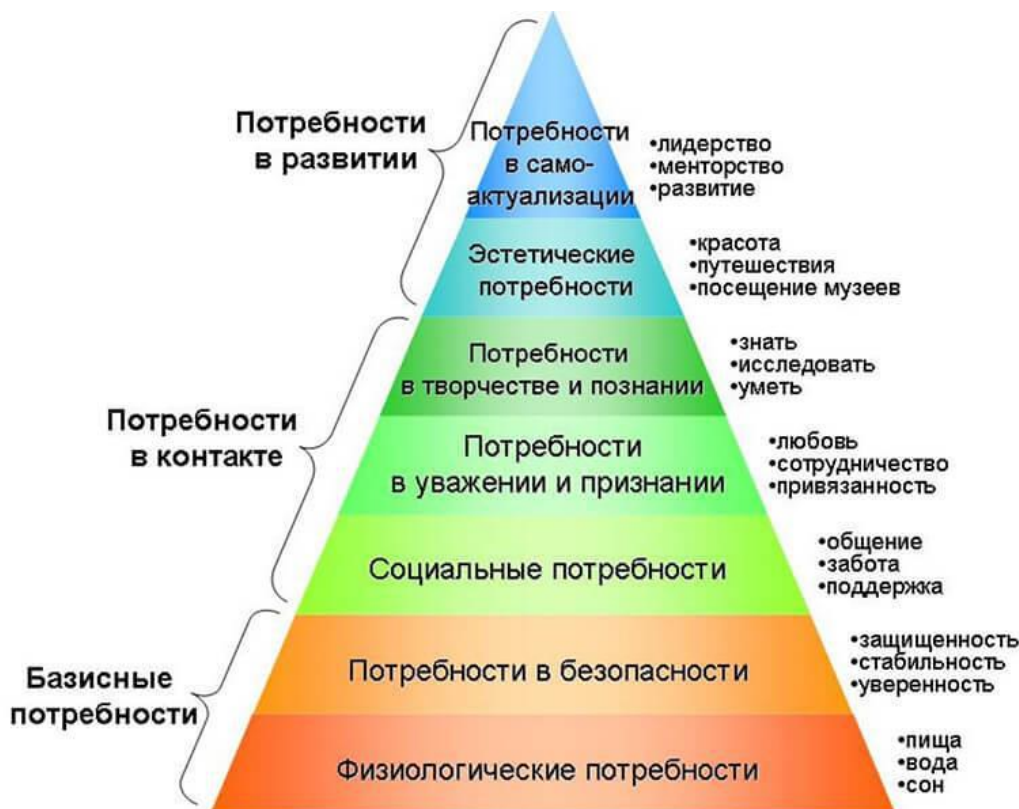 Потребности
в развитии
Потребности
в само-
актуализации
•лидерство
•менторство
•развитие
Эстетические
потребности
•красота
•путешествия
•посещение музеев
Потребности
в контакте
Потребности
в творчестве и познании
•знать
•исследовать
•уметь
Потребности
в уважении и признании
•любовь
•сотрудничество
•привязанность
Социальные потребности
•общение
•забота
•поддержка
Базисные
потребности
Потребности в безопасности
•защищенность
•стабильность
•уверенность
Физиологические потребности
•пища
•вода
•сон